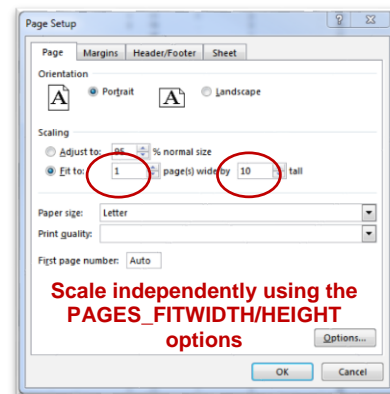 Page Setup
Page Margins Header/Footer Sheet
Orientation
A Portrait A Landscape
Scaling
Adjust to: 95 % normal size
Fit to: 1 page(s) wide by 10 tall
Paper size: Letter
Print quality:
First page number: Auto
Scale independently using the
PAGES_FITWIDTH/HEIGHT
options
Options...
OK Cancel